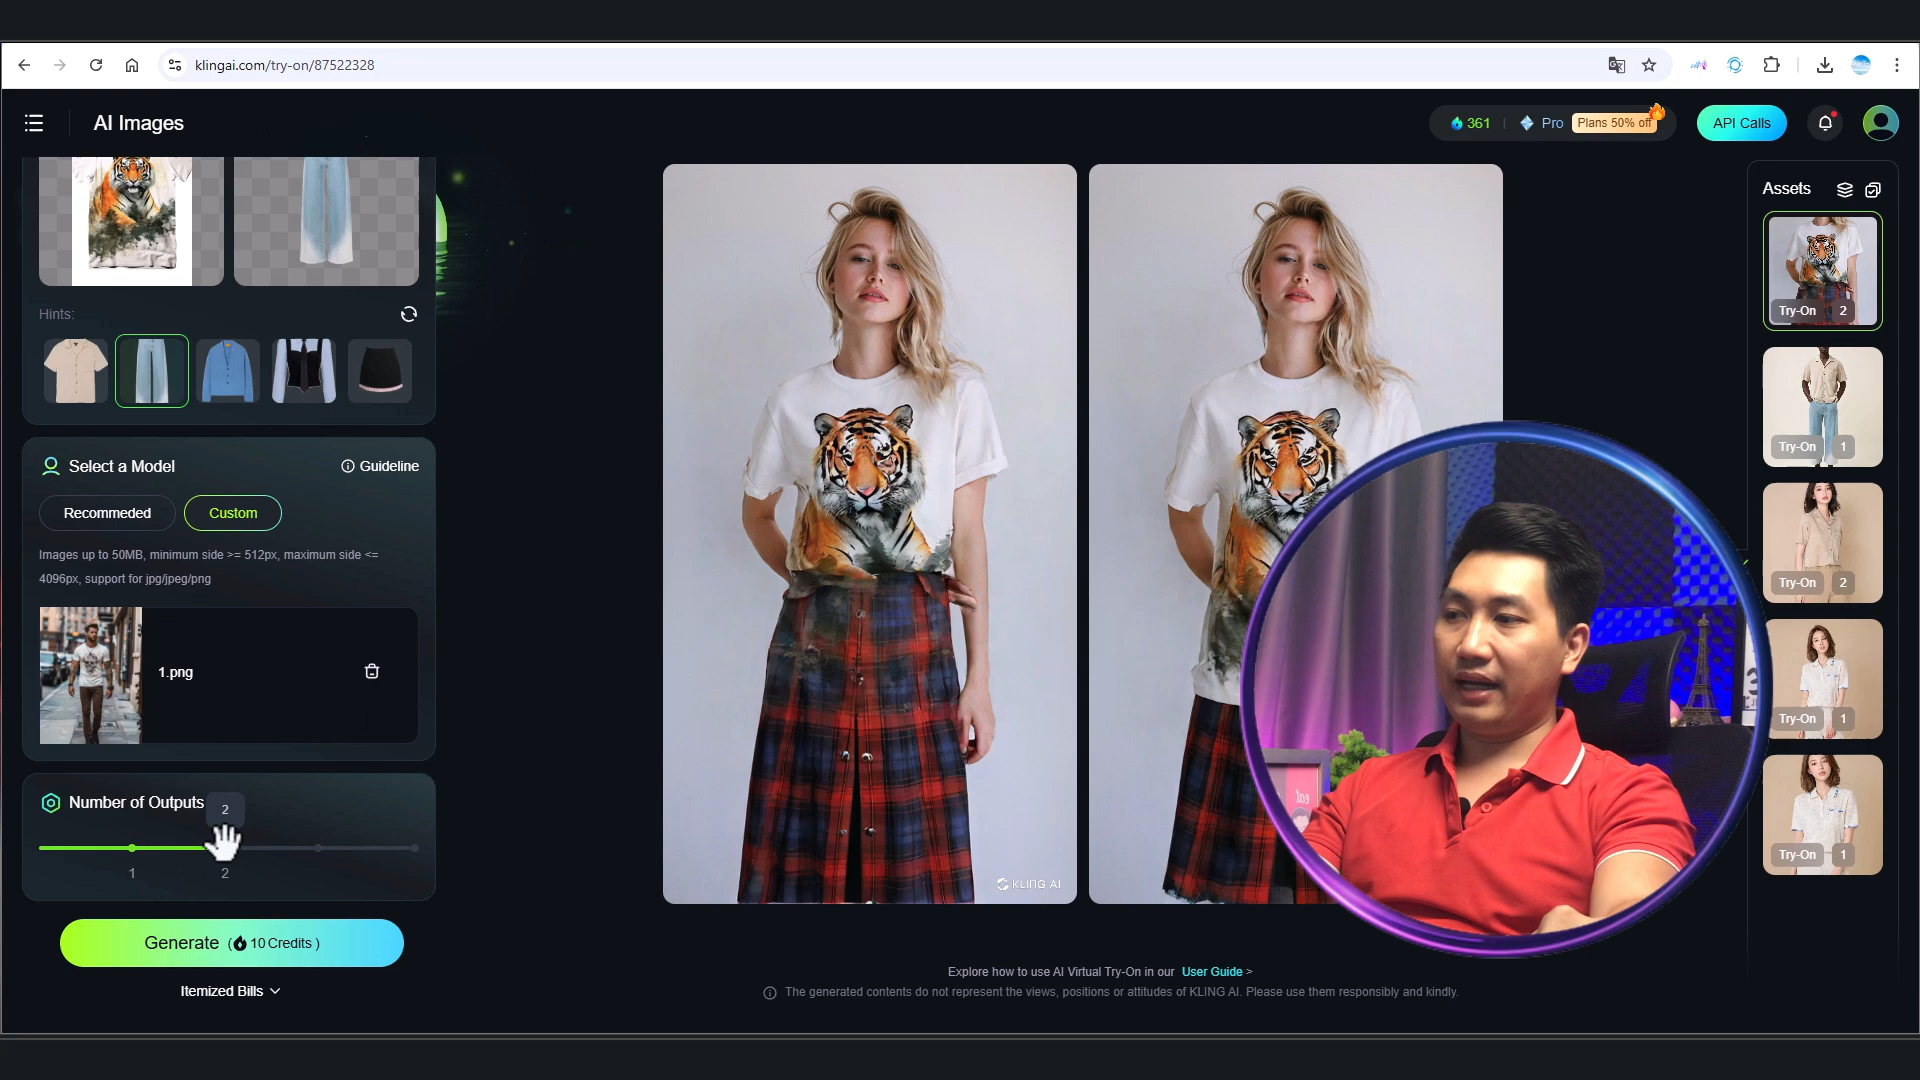 klingai.com/try-on/87522328
AI Images
361
Pro
Plans 50% off
API Calls
Assets
Hints:
Try-On 2
Try-On 1
Try-On 2
Try-On 1
Try-On 1
Select a Model
Guideline
Recommeded
Custom
Images up to 50MB, minimum side >= 512px, maximum side <=
4096px, support for jpg/jpeg/png
1.png
Number of Outputs
2
1
2
Generate ( 10 Credits )
Itemized Bills
KLING AI
Explore how to use AI Virtual Try-On in our User Guide >
The generated contents do not represent the views, positions or attitudes of KLING AI. Please use them responsibly and kindly.